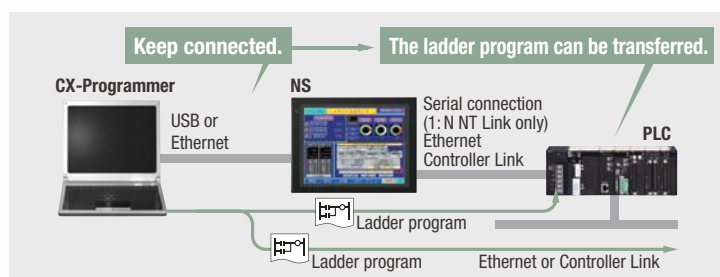 Keep connected.
The ladder program can be transferred.
CX-Programmer
NS
USB or
Ethernet
Serial connection
(1: N NT Link only)
Ethernet
Controller Link
PLC
Ladder program
Ladder program
Ethernet or Controller Link